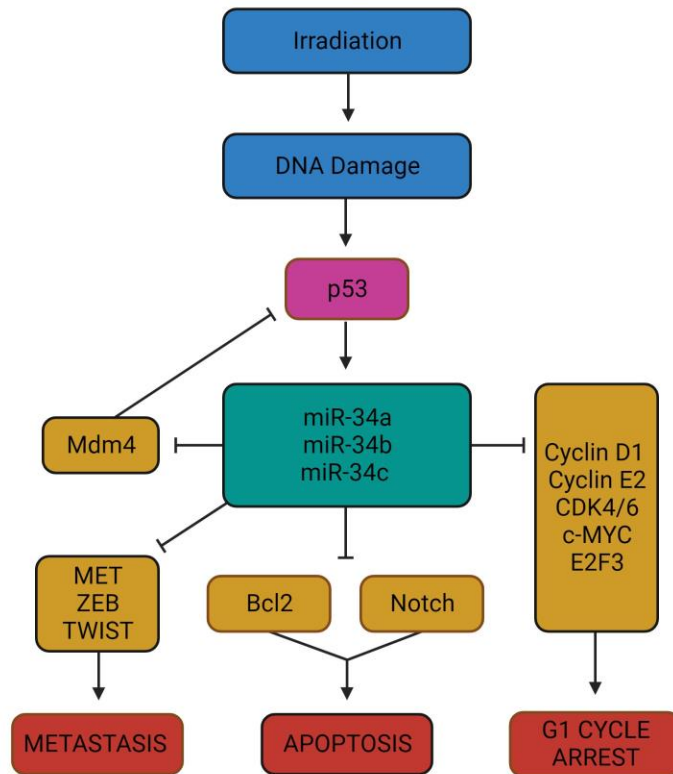 Irradiation
DNA Damage
p53
miR-34a
miR-34b
miR-34c
Mdm4
Cyclin D1
Cyclin E2
CDK4/6
c-MYC
E2F3
MET
ZEB
TWIST
Bcl2
Notch
METASTASIS
APOPTOSIS
G1 CYCLE
ARREST